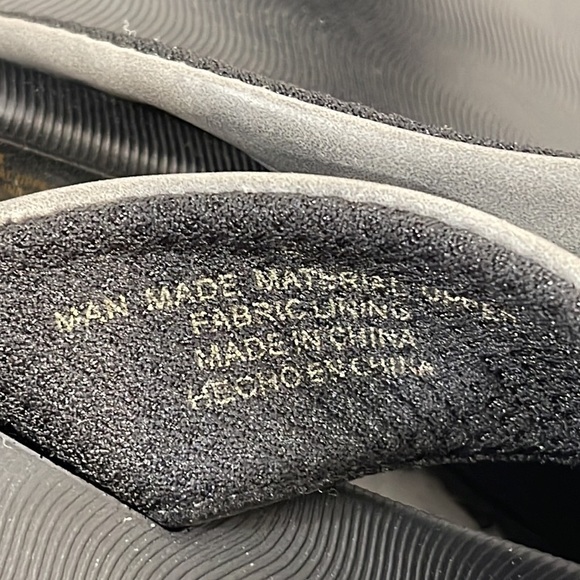 MAN MADE MATERIAL UPPER
FABRIC LINING
MADE IN CHINA
HECHO EN CHINA